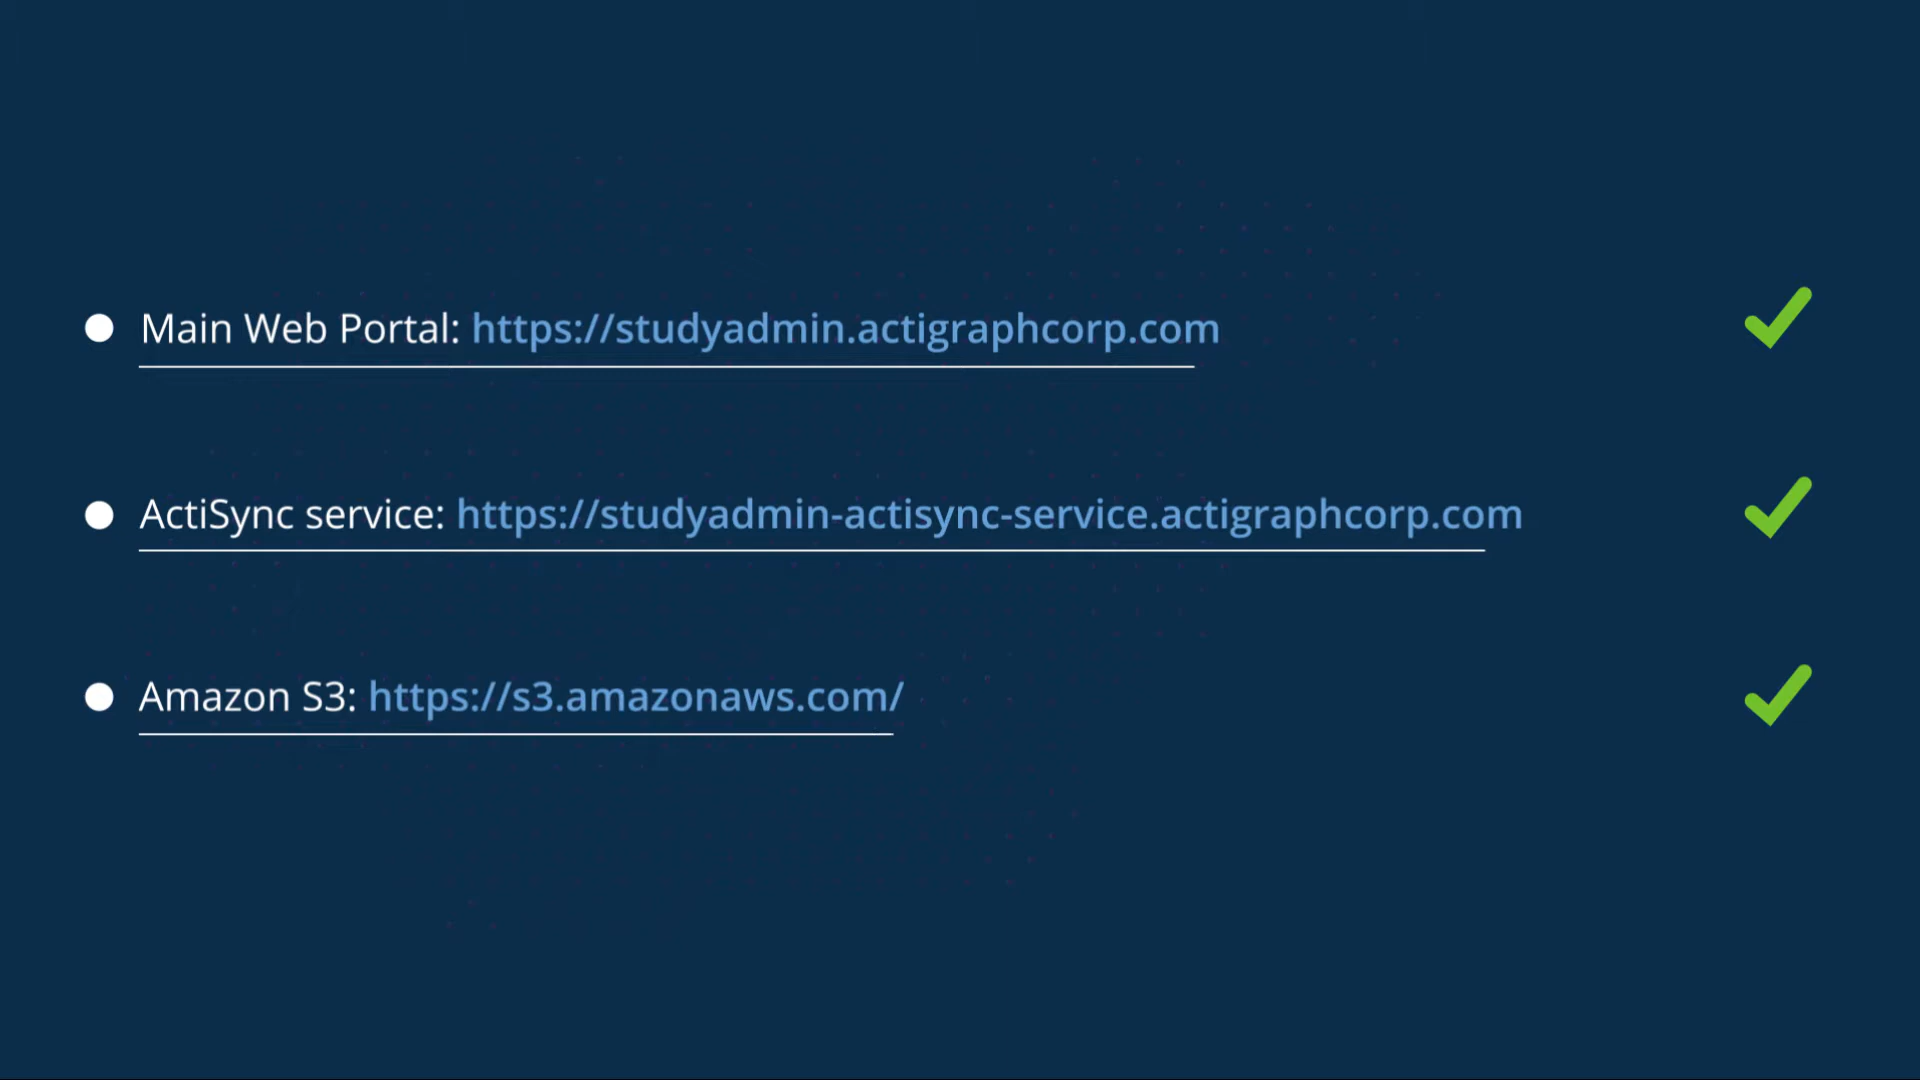 Main Web Portal: https://studyadmin.actigraphcorp.com
ActiSync service: https://studyadmin-actisync-service.actigraphcorp.com
Amazon S3: https://s3.amazonaws.com/